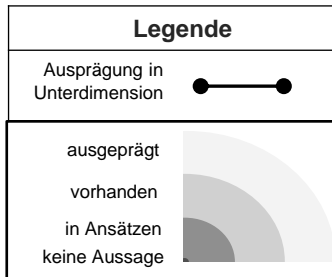 Legende
Ausprägung in
Unterdimension
ausgeprägt
vorhanden
in Ansätzen
keine Aussage